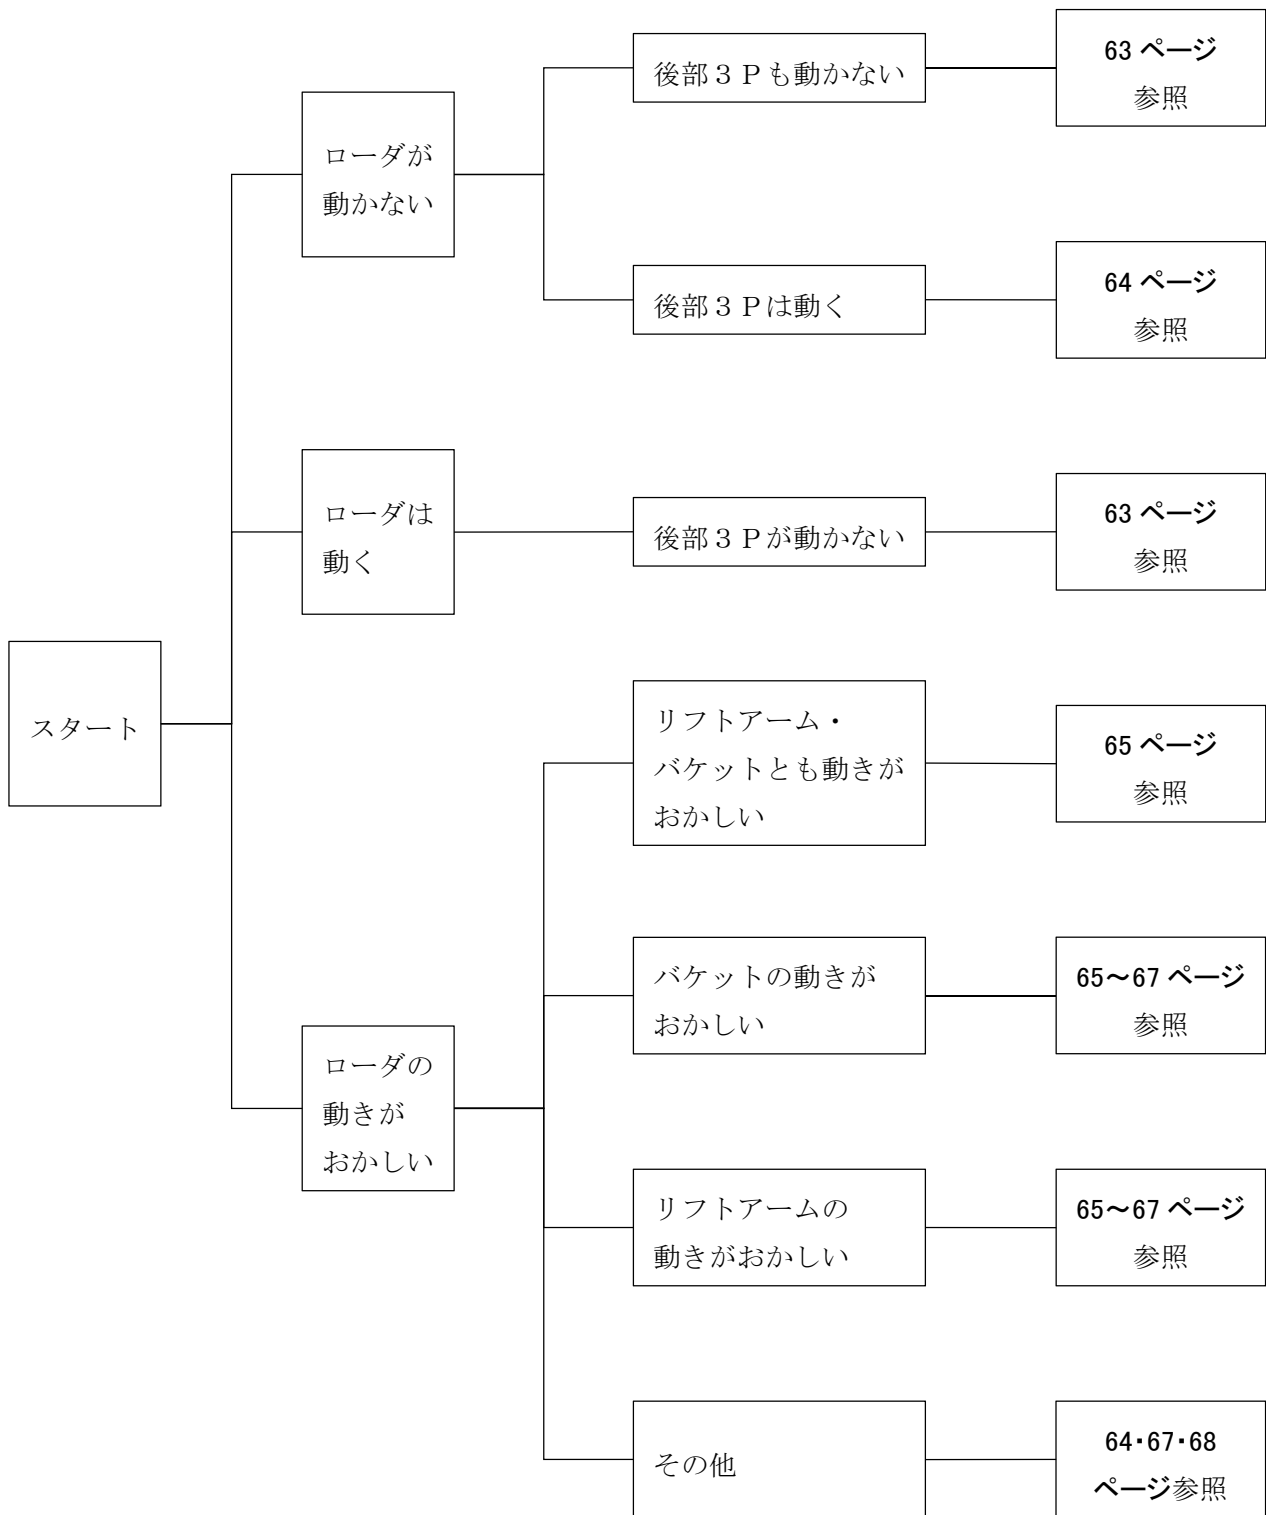 スタート
ローダが
動かない
後部３Ｐも動かない
63 ページ
参照
後部３Ｐは動く
64 ページ
参照
ローダは
動く
後部３Ｐが動かない
63 ページ
参照
ローダの
動きが
おかしい
リフトアーム・
バケットとも動きが
おかしい
65 ページ
参照
バケットの動きが
おかしい
65～67 ページ
参照
リフトアームの
動きがおかしい
65～67 ページ
参照
その他
64・67・68
ページ参照